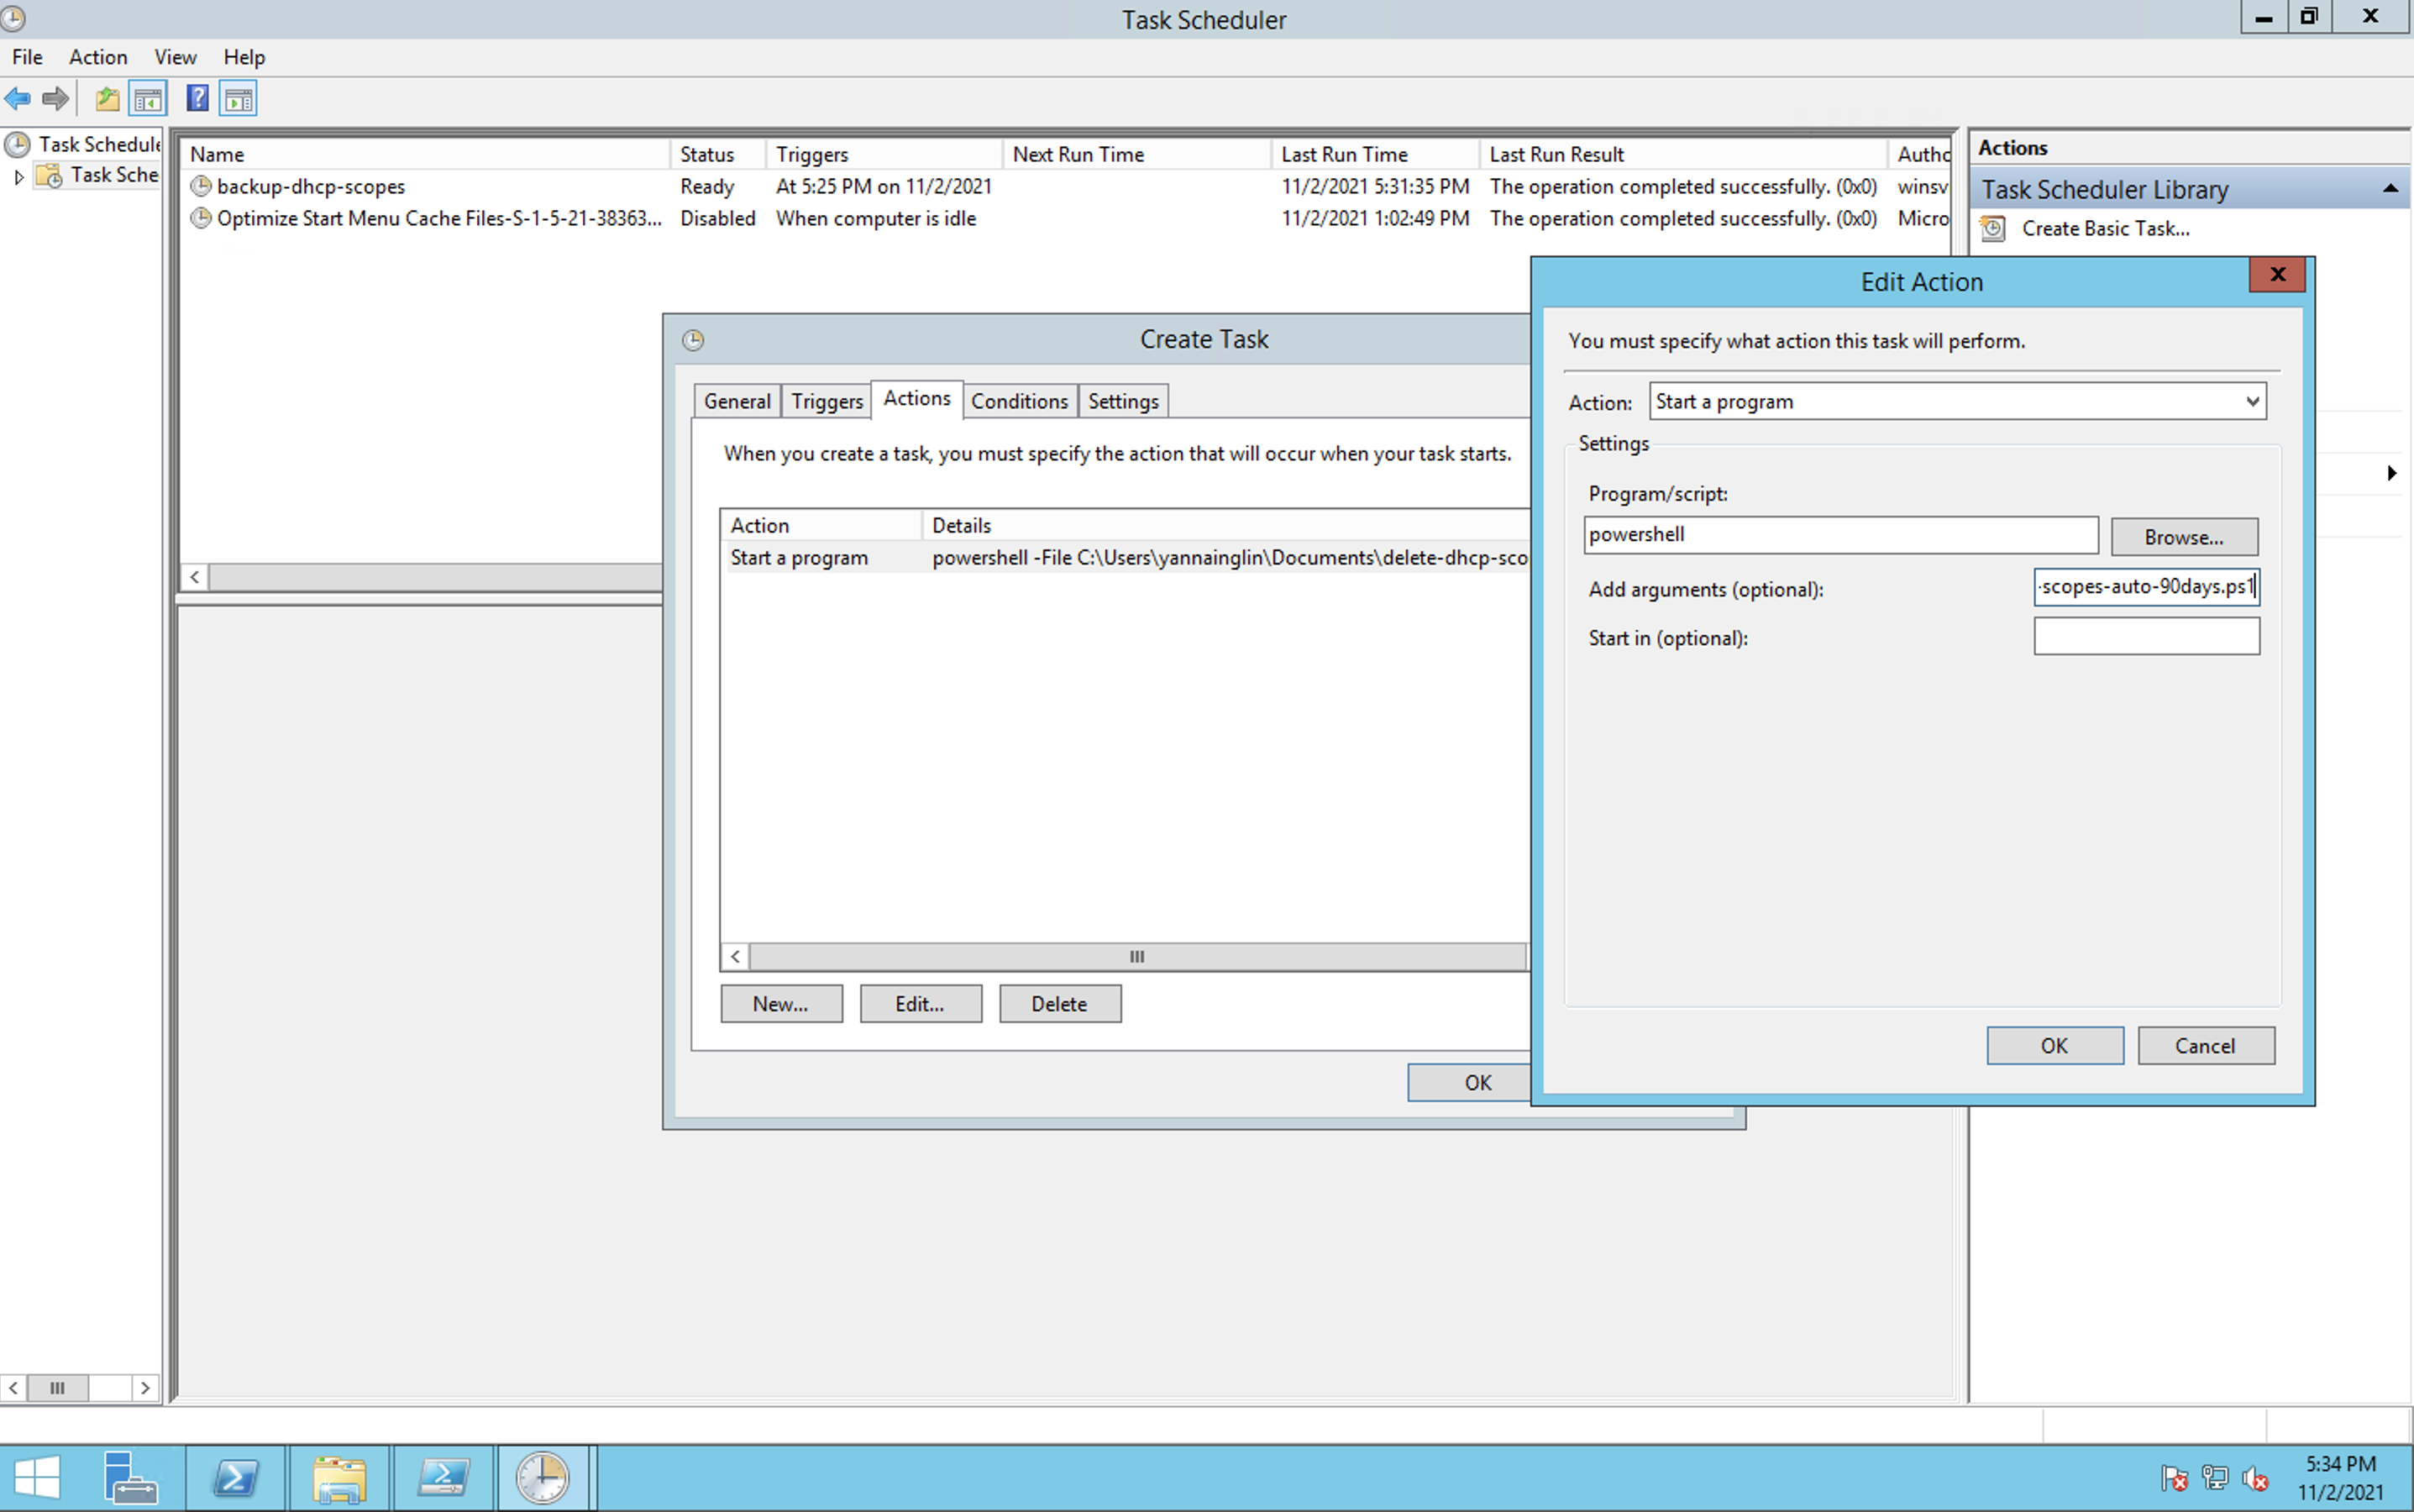 Task Scheduler
File Action View Help
Task Schedule
Task Sche
Name Status Triggers Next Run Time Last Run Time Last Run Result Autho
backup-dhcp-scopes Ready At 5:25 PM on 11/2/2021 11/2/2021 5:31:35 PM The operation completed successfully. (0x0) winsv
Optimize Start Menu Cache Files-S-1-5-21-38363... Disabled When computer is idle 11/2/2021 1:02:49 PM The operation completed successfully. (0x0) Micro
Actions
Task Scheduler Library
Create Basic Task...
Create Task
General Triggers Actions Conditions Settings
When you create a task, you must specify the action that will occur when your task starts.
Action Details
Start a program powershell -File C:\Users\yannainglin\Documents\delete-dhcp-sco
New... Edit... Delete
OK
Edit Action
You must specify what action this task will perform.
Action: Start a program
Settings
Program/script:
powershell Browse...
Add arguments (optional): -scopes-auto-90days.ps1
Start in (optional):
OK Cancel
5:34 PM
11/2/2021